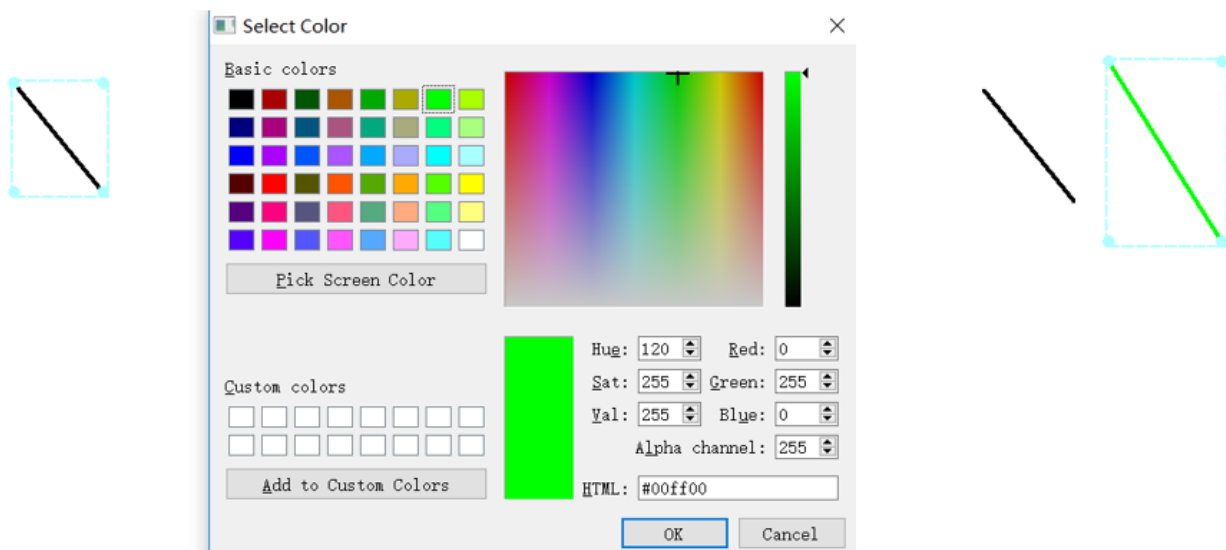 Select Color
Basic colors
Pick Screen Color
Hue: 120 Red: 0
Sat: 255 Green: 255
Custom colors
Val: 255 Blue: 0
Alpha channel: 255
Add to Custom Colors
HTML: #00ff00
OK Cancel